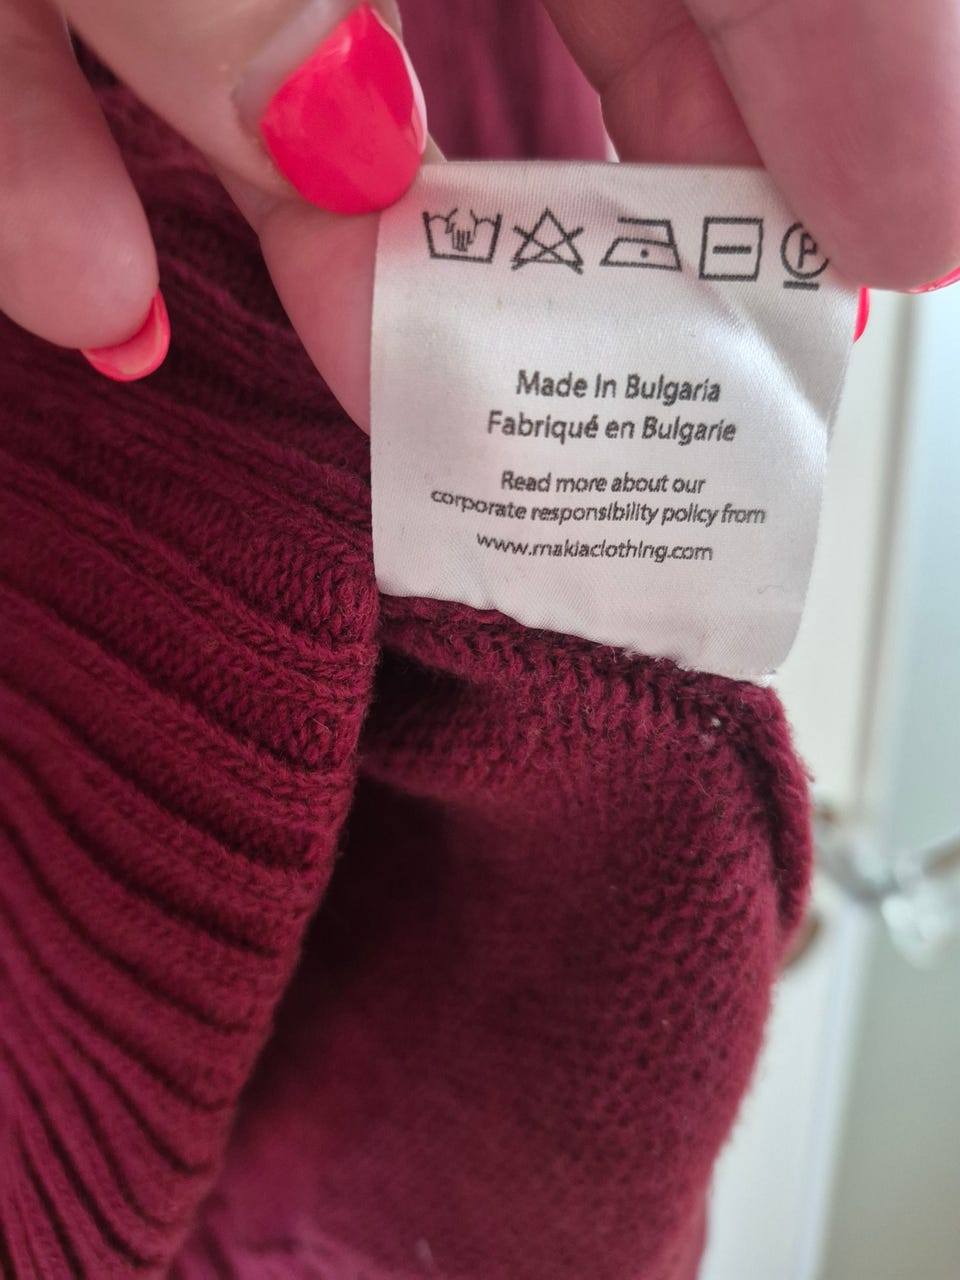 P
Made in Bulgaria
Fabriqué en Bulgarie
Read more about our
corporate responsibility policy from
www.makiaclothing.com